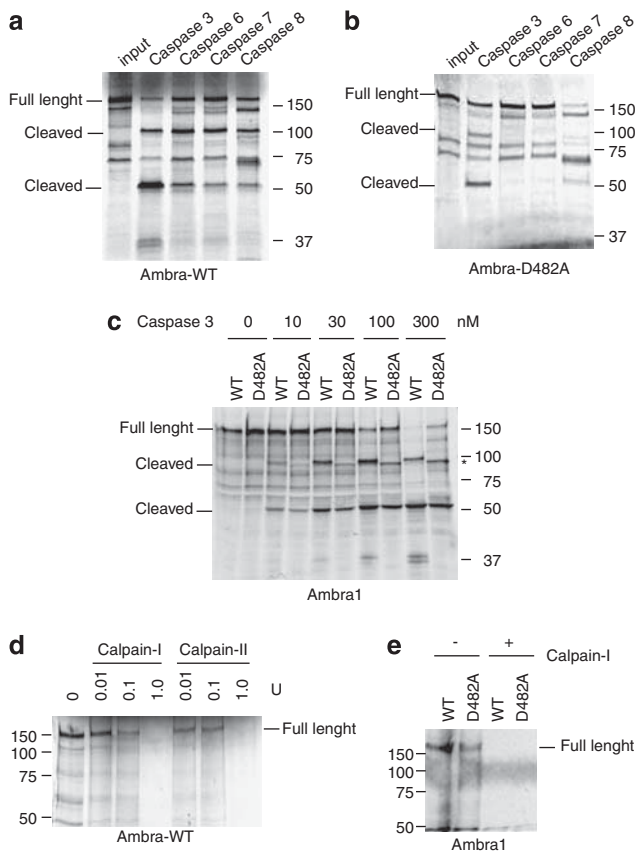 a
input Caspase 3 Caspase 6 Caspase 7 Caspase 8
Full lenght
Cleaved
Cleaved
150
100
75
50
37
Ambra-WT
b
input Caspase 3 Caspase 6 Caspase 7 Caspase 8
Full lenght
Cleaved
Cleaved
150
100
75
50
37
Ambra-D482A
c
Caspase 3 0 10 30 100 300 nM
WT D482A WT D482A WT D482A WT D482A WT D482A
Full lenght
Cleaved
Cleaved
150
100
*
75
50
37
Ambra1
d
Calpain-I Calpain-II
0 0.01 0.1 1.0 0.01 0.1 1.0 U
150
100
75
50
Full lenght
Ambra-WT
e
- + Calpain-I
WT D482A WT D482A
150
100
75
50
Full lenght
Ambra1